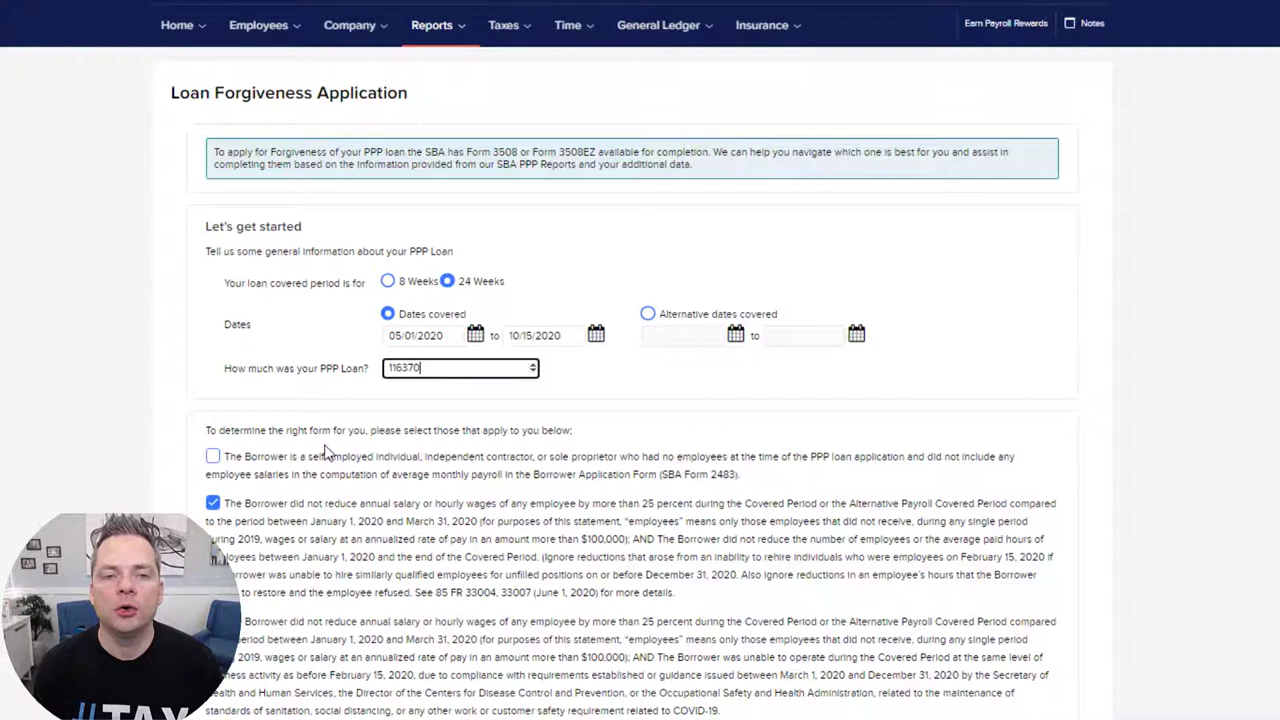 Home Employees Company Reports Taxes Time General Ledger Insurance Earn Payroll Rewards Notes
Loan Forgiveness Application
To apply for Forgiveness of your PPP loan the SBA has Form 3508 or Form 3508EZ available for completion. We can help you navigate which one is best for you and assist in
completing them based on the information provided from our SBA PPP Reports and your additional data.
Let's get started
Tell us some general information about your PPP Loan
Your loan covered period is for 8 Weeks 24 Weeks
Dates covered Alternative dates covered
Dates
05/01/2020 to 10/15/2020 to
How much was your PPP Loan? 116370
To determine the right form for you, please select those that apply to you below;
The Borrower is a self-employed individual, independent contractor, or sole proprietor who had no employees at the time of the PPP loan application and did not include any
employee salaries in the computation of average monthly payroll in the Borrower Application Form (SBA Form 2483).
The Borrower did not reduce annual salary or hourly wages of any employee by more than 25 percent during the Covered Period or the Alternative Payroll Covered Period compared
to the period between January 1, 2020 and March 31, 2020 (for purposes of this statement, "employees" means only those employees that did not receive, during any single period
during 2019, wages or salary at an annualized rate of pay in an amount more than $100,000); AND The Borrower did not reduce the number of employees or the average paid hours of
ployees between January 1, 2020 and the end of the Covered Period. (Ignore reductions that arose from an inability to rehire individuals who were employees on February 15, 2020 if
orrower was unable to hire similarly qualified employees for unfilled positions on or before December 31, 2020. Also ignore reductions in an employee's hours that the Borrower
to restore and the employee refused. See 85 FR 33004, 33007 (June 1, 2020) for more details.
Borrower did not reduce annual salary or hourly wages of any employee by more than 25 percent during the Covered Period or the Alternative Payroll Covered Period compared
period between January 1, 2020 and March 31, 2020 (for purposes of this statement, "employees" means only those employees that did not receive, during any single period
2019, wages or salary at an annualized rate of pay in an amount more than $100,000); AND The Borrower was unable to operate during the Covered Period at the same level of
ness activity as before February 15, 2020, due to compliance with requirements established or guidance issued between March 1, 2020 and December 31, 2020 by the Secretary of
ealth and Human Services, the Director of the Centers for Disease Control and Prevention, or the Occupational Safety and Health Administration, related to the maintenance of
standards of sanitation, social distancing, or any other work or customer safety requirement related to COVID-19.
TAX